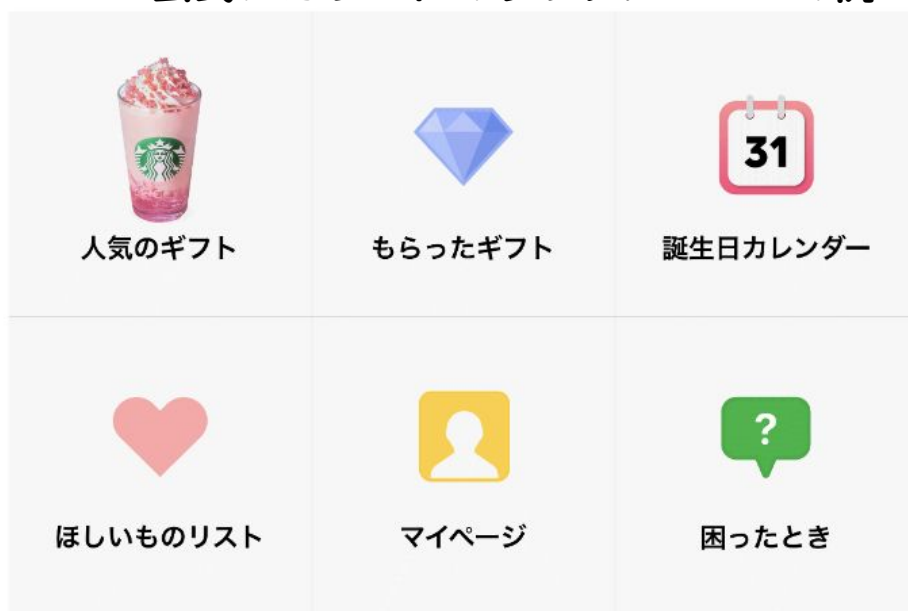 人気のギフト
もらったギフト
31
誕生日カレンダー
ほしいものリスト
マイページ
?
困ったとき